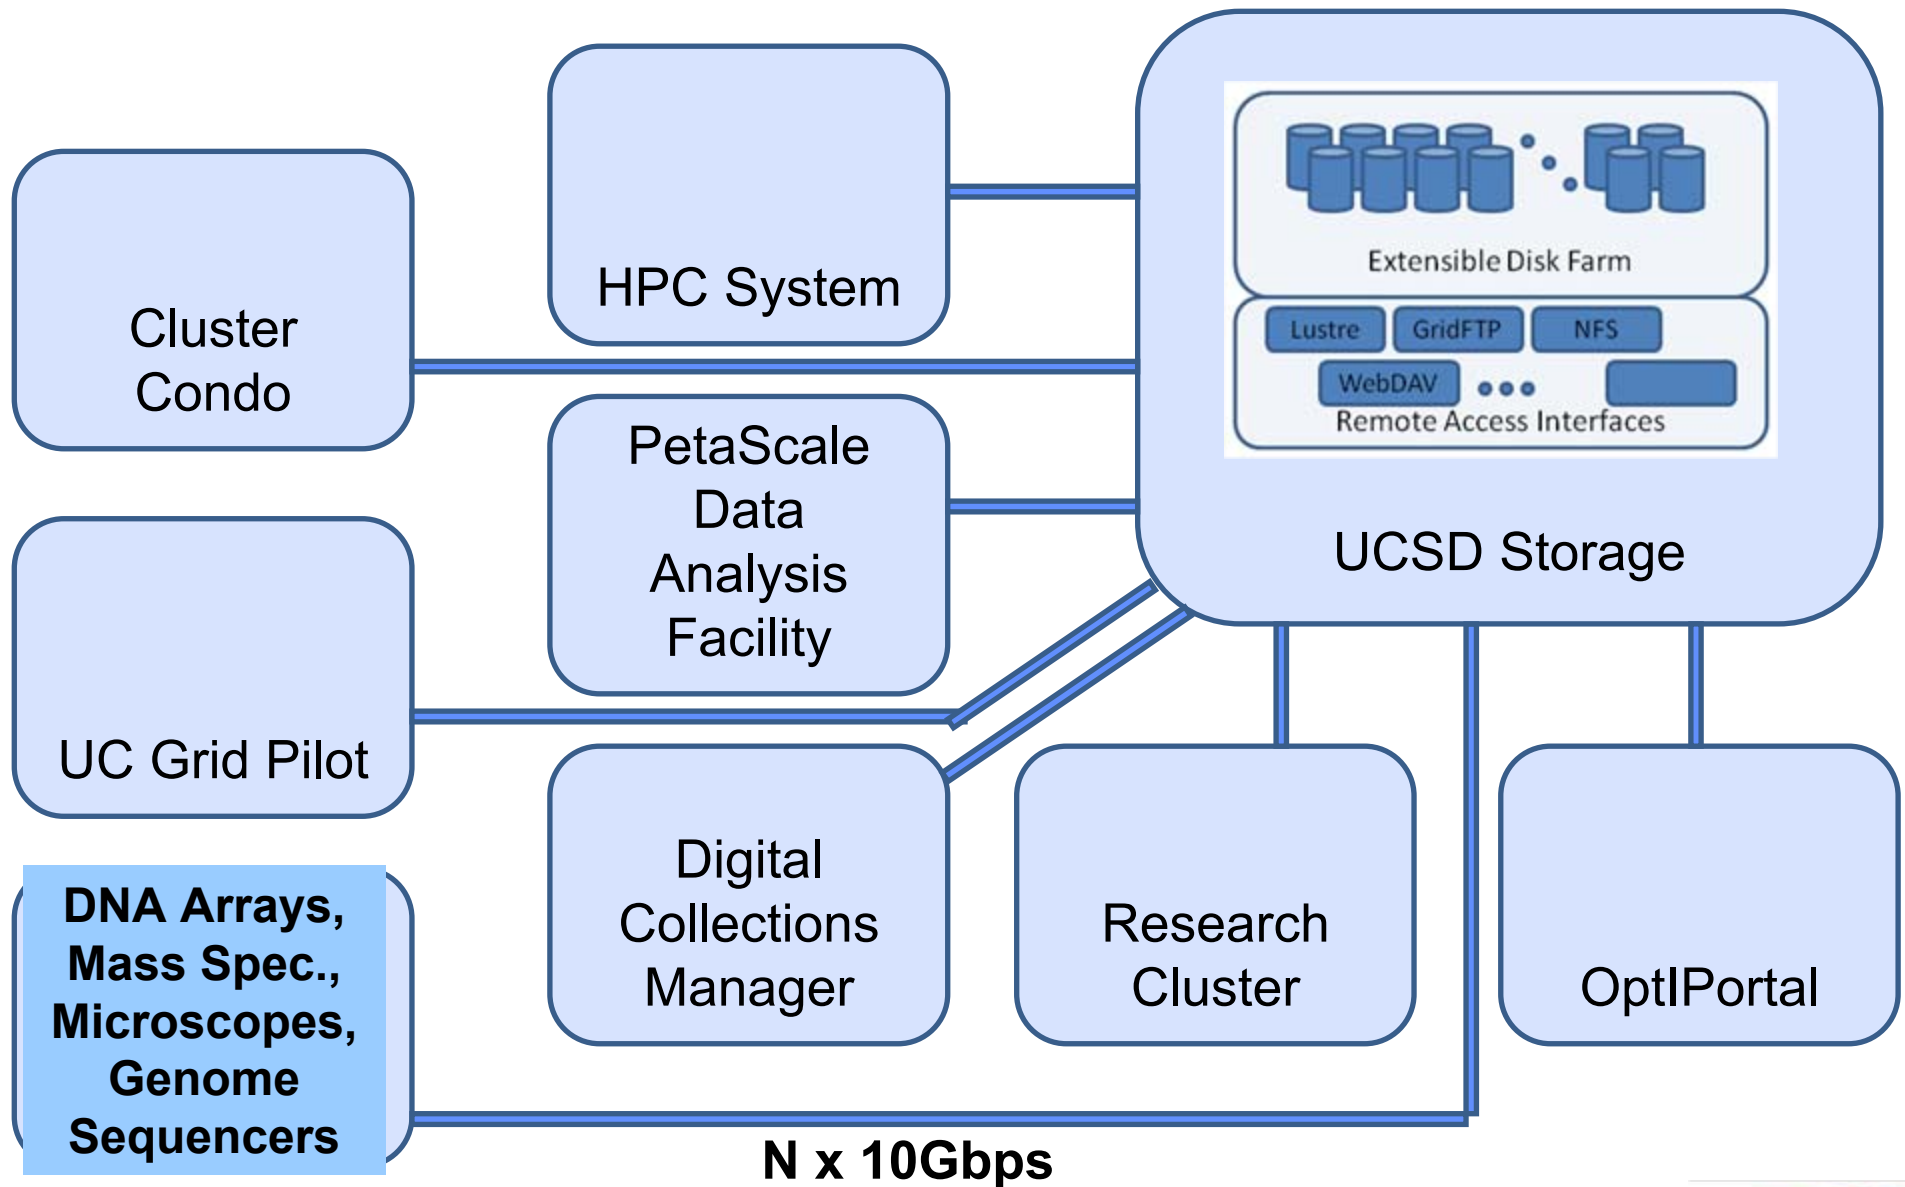 HPC System
Cluster
Condo
Extensible Disk Farm
Lustre
GridFTP
NFS
WebDAV
Remote Access Interfaces
UCSD Storage
PetaScale
Data
Analysis
Facility
UC Grid Pilot
Digital
Collections
Manager
Research
Cluster
OptIPortal
DNA Arrays,
Mass Spec.,
Microscopes,
Genome
Sequencers
N x 10Gbps